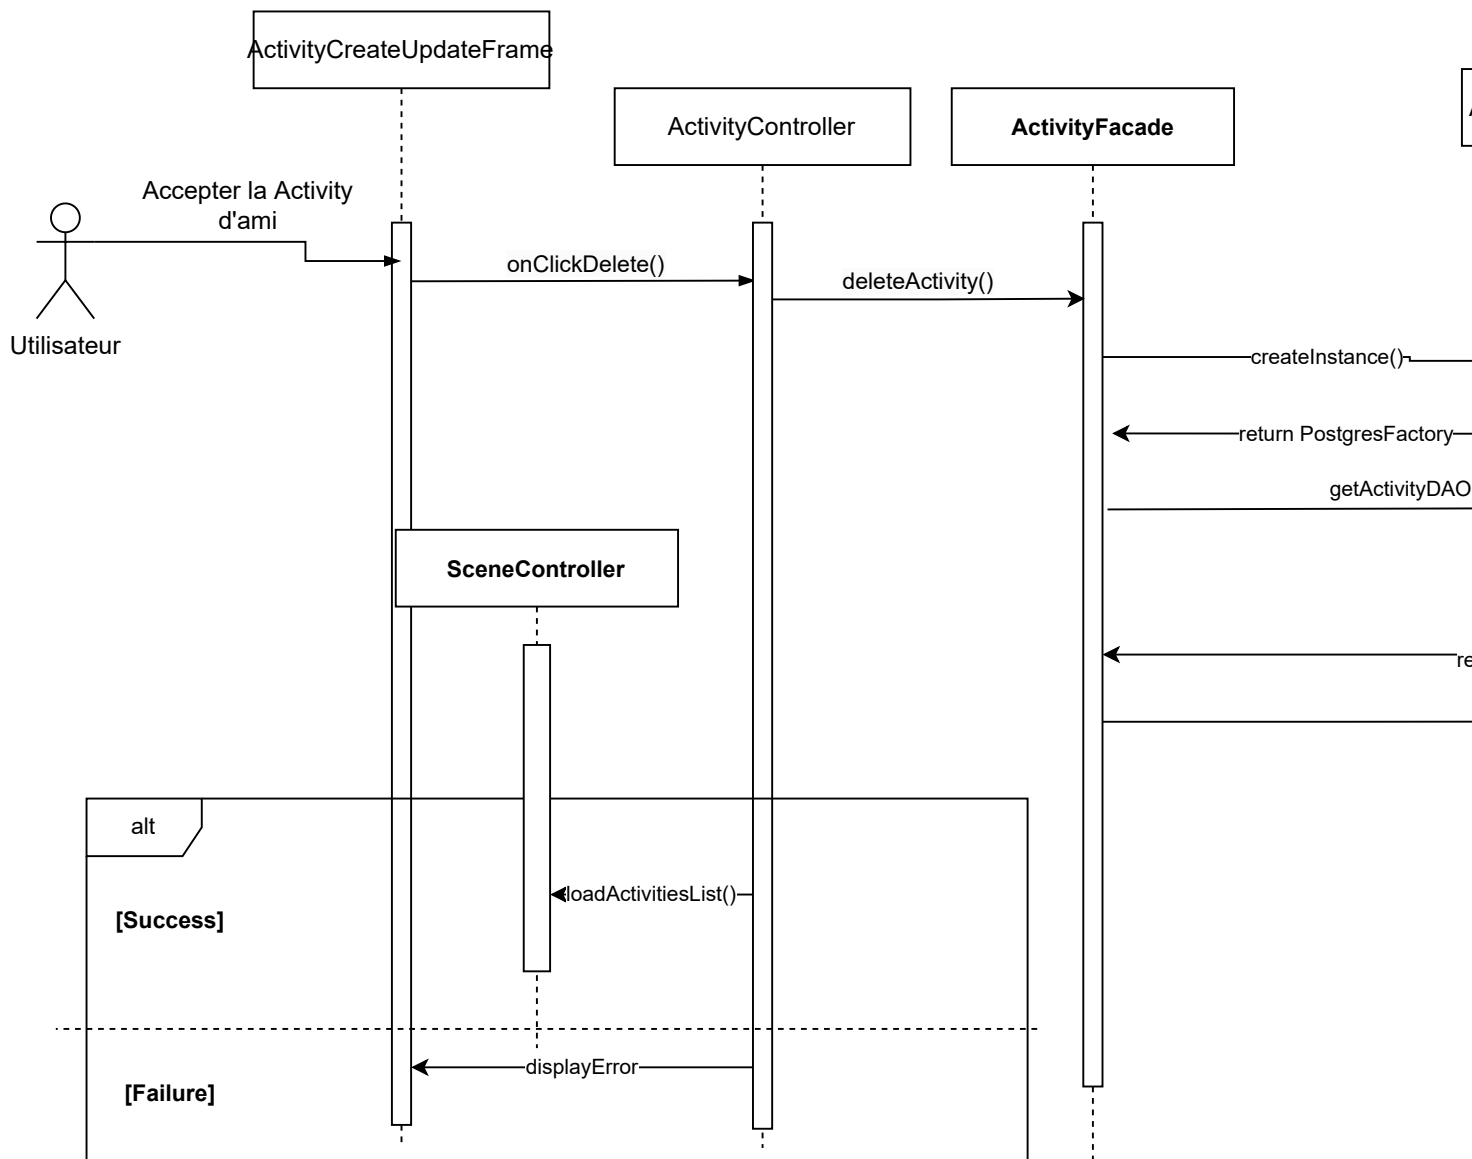 ActivityCreateUpdateFrame
ActivityController
ActivityFacade
Accepter la Activity
d'ami
Utilisateur
onClickDelete()
deleteActivity()
createInstance()
return PostgresFactory
getActivityDAO
SceneController
re
alt
loadActivitiesList()
[Success]
displayError
[Failure]